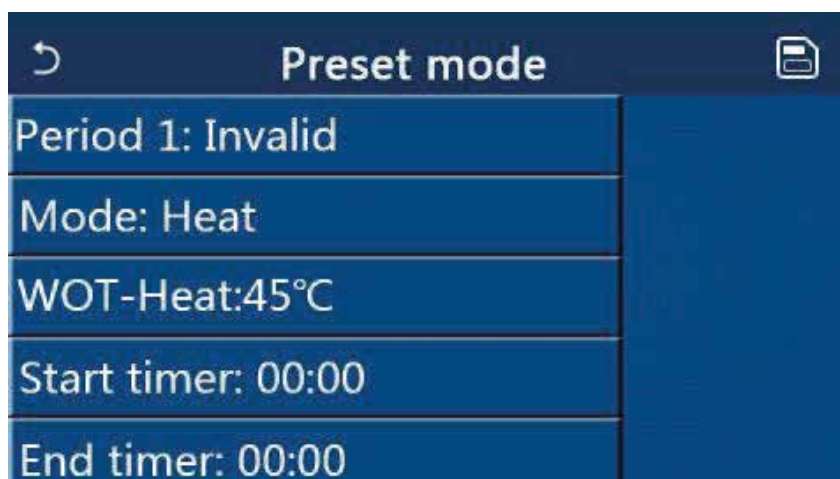 Preset mode
Period 1: Invalid
Mode: Heat
WOT-Heat:45℃
Start timer: 00:00
End timer: 00:00